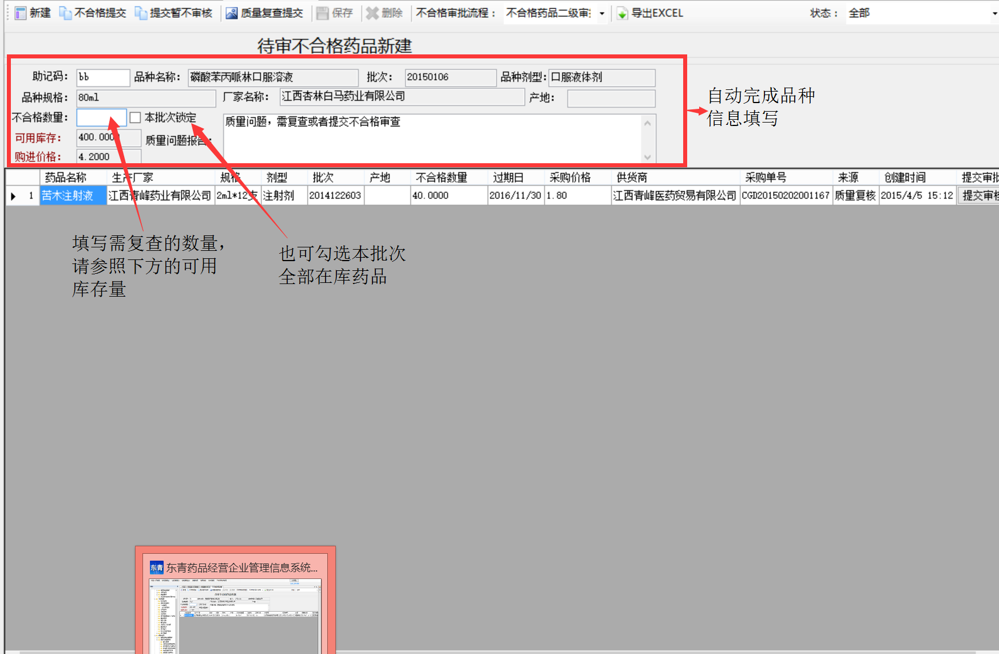 新建 不合格提交 提交暂不审核 质量复查提交 保存 删除 不合格审批流程： 不合格药品二级审 导出EXCEL 状态： 全部
待审不合格药品新建
助记码： bb 品种名称： 磷酸苯丙哌林口服溶液 批次： 20150106 品种剂型： 口服液体剂
品种规格： 80ml 厂家名称： 江西杏林白马药业有限公司 产地：
不合格数量： 本批次锁定 质量问题，需复查或者提交不合格审查
可用库存： 400.0000 质量问题报告：
购进价格： 4.2000
自动完成品种
信息填写
药品名称 生产厂家 规格 剂型 批次 产地 不合格数量 过期日 采购价格 供货商 采购单号 来源 创建时间 提交审批
1 苦木注射液 江西青峰药业有限公司 2ml*12支 注射剂 2014122603 40.0000 2016/11/30 1.80 江西青峰医药贸易有限公司 CGD20150202001167 质量复核 2015/4/5 15:12 提交审核
填写需复查的数量，
请参照下方的可用
库存量
也可勾选本批次
全部在库药品
东青 东青药品经营企业管理信息系统...